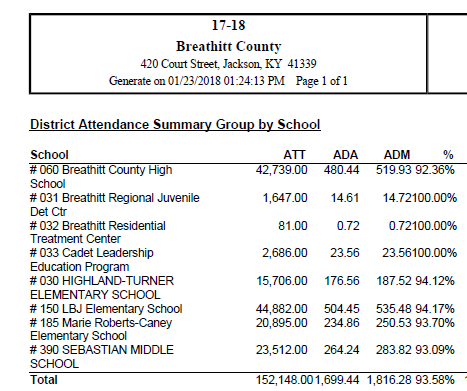 17-18
Breathitt County
420 Court Street, Jackson, KY 41339
Generate on 01/23/2018 01:24:13 PM Page 1 of 1
District Attendance Summary Group by School
School ATT ADA ADM %
# 060 Breathitt County High 42,739.00 480.44 519.93 92.36%
School
# 031 Breathitt Regional Juvenile 1,647.00 14.61 14.72100.00%
Det Ctr
# 032 Breathitt Residential 81.00 0.72 0.72100.00%
Treatment Center
# 033 Cadet Leadership 2,686.00 23.56 23.56100.00%
Education Program
# 030 HIGHLAND-TURNER 15,706.00 176.56 187.52 94.12%
ELEMENTARY SCHOOL
# 150 LBJ Elementary School 44,882.00 504.45 535.48 94.17%
# 185 Marie Roberts-Caney 20,895.00 234.86 250.53 93.70%
Elementary School
# 390 SEBASTIAN MIDDLE 23,512.00 264.24 283.82 93.09%
SCHOOL
Total 152,148.001,699.44 1,816.28 93.58%